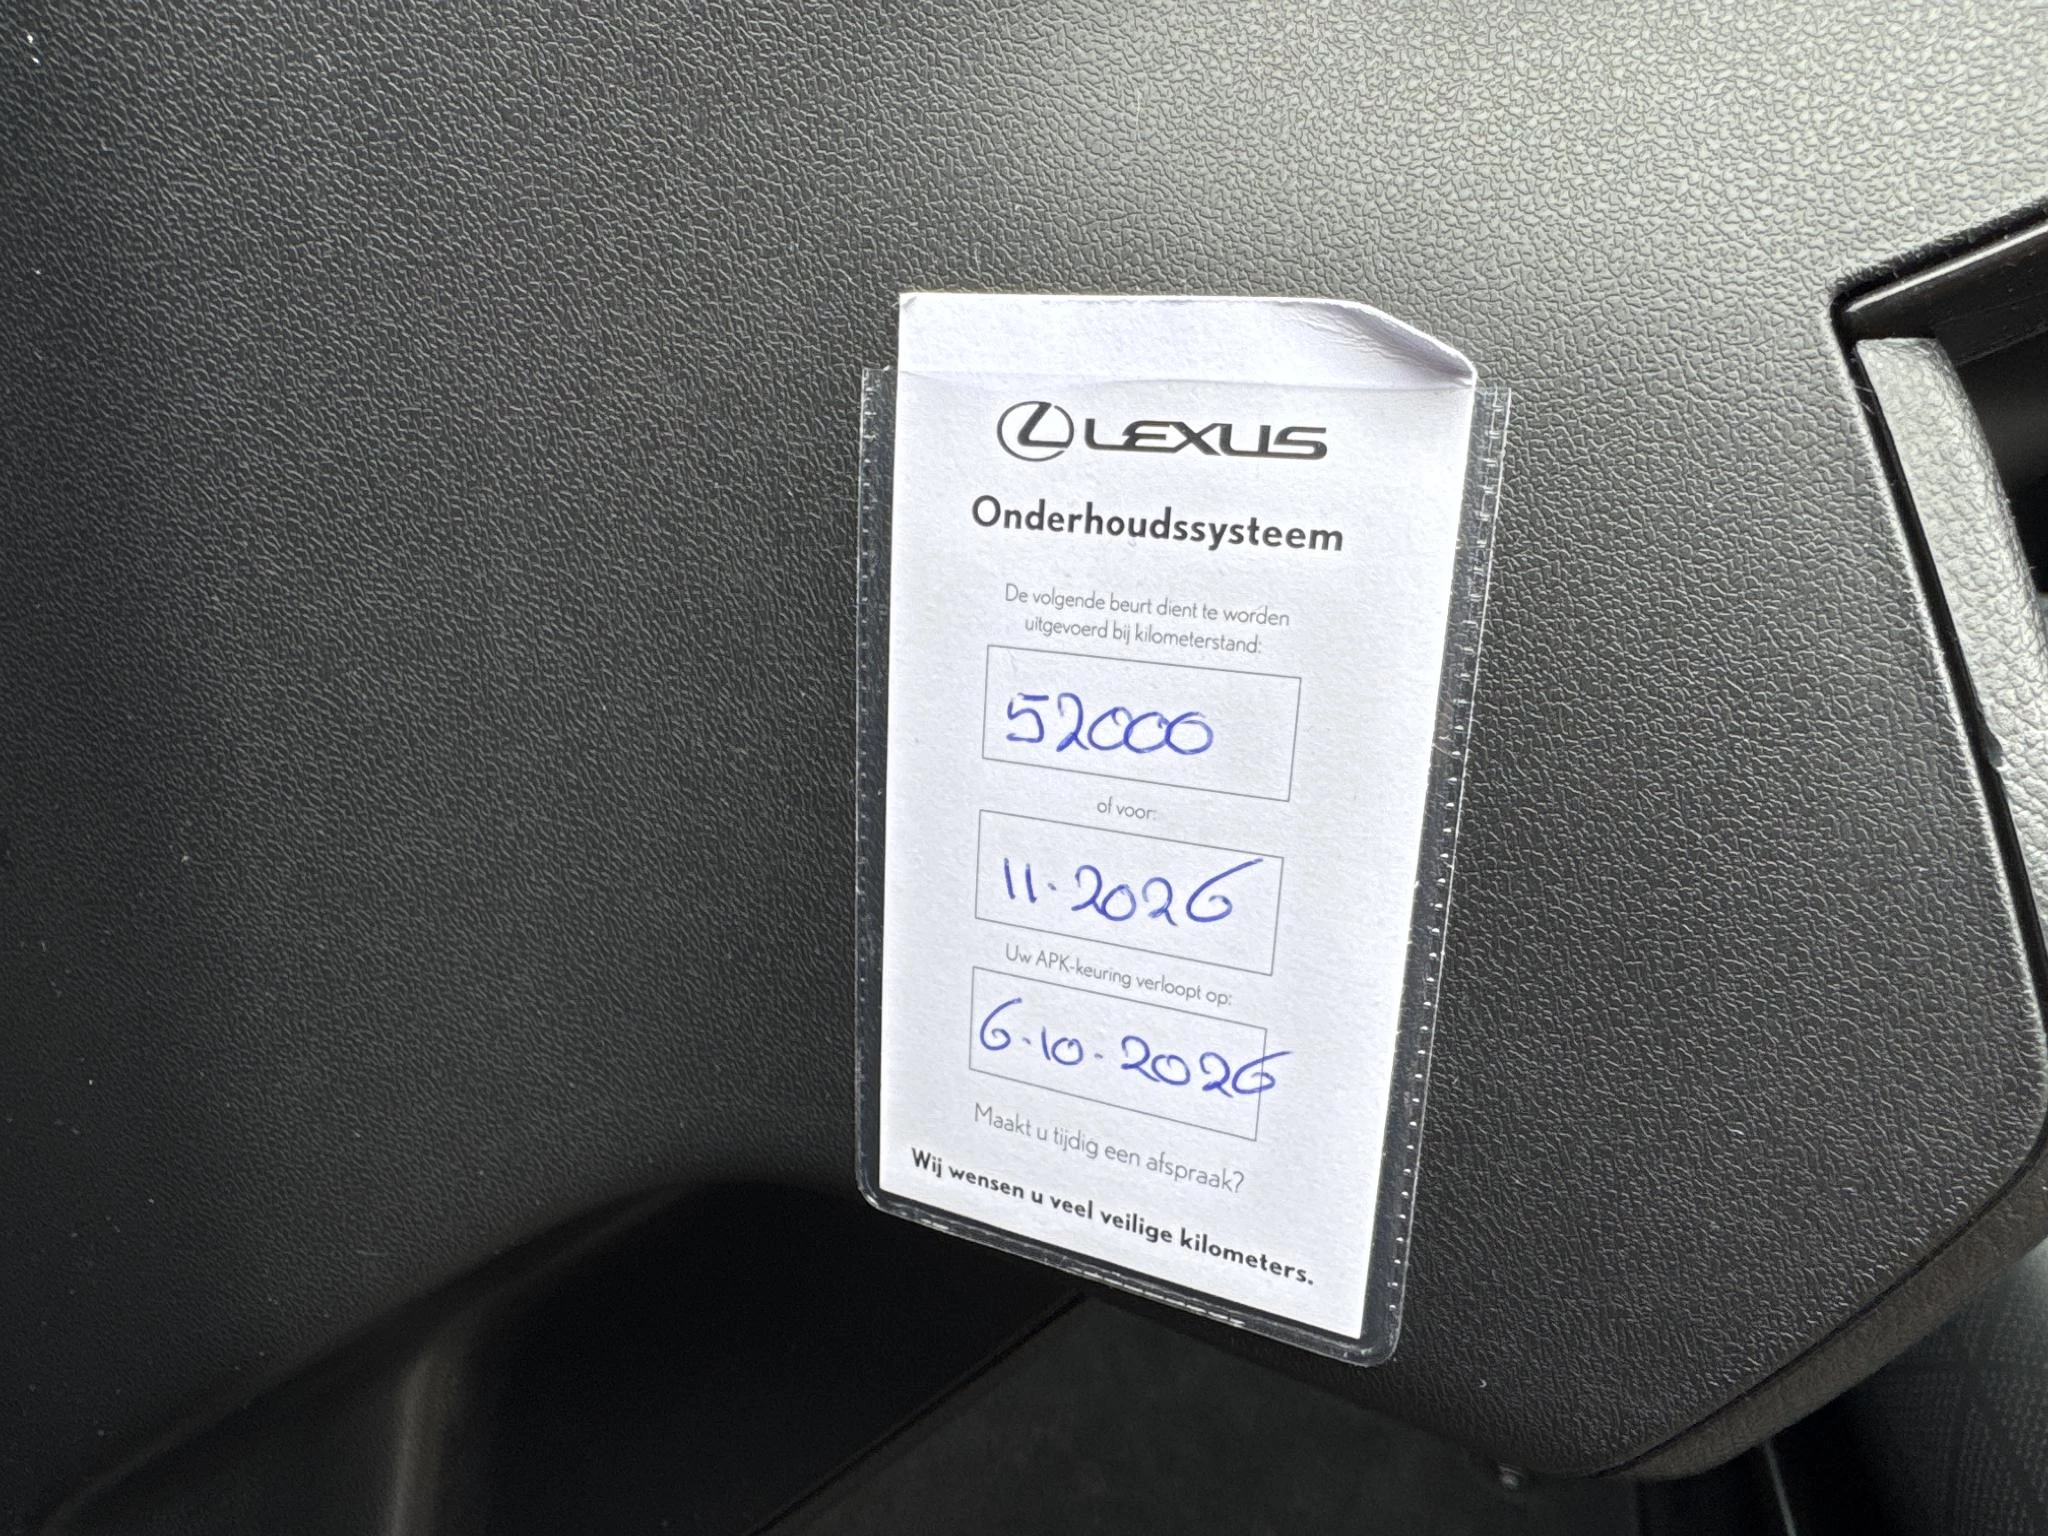 LEXUS
Onderhoudssysteem
De volgende beurt dient te worden
uitgevoerd bij kilometerstand:
52000
of voor:
11.2026
Uw APK-keuring verloopt op:
6.10.2026
Maakt u tijdig een afspraak?
Wij wensen u veel veilige kilometers.